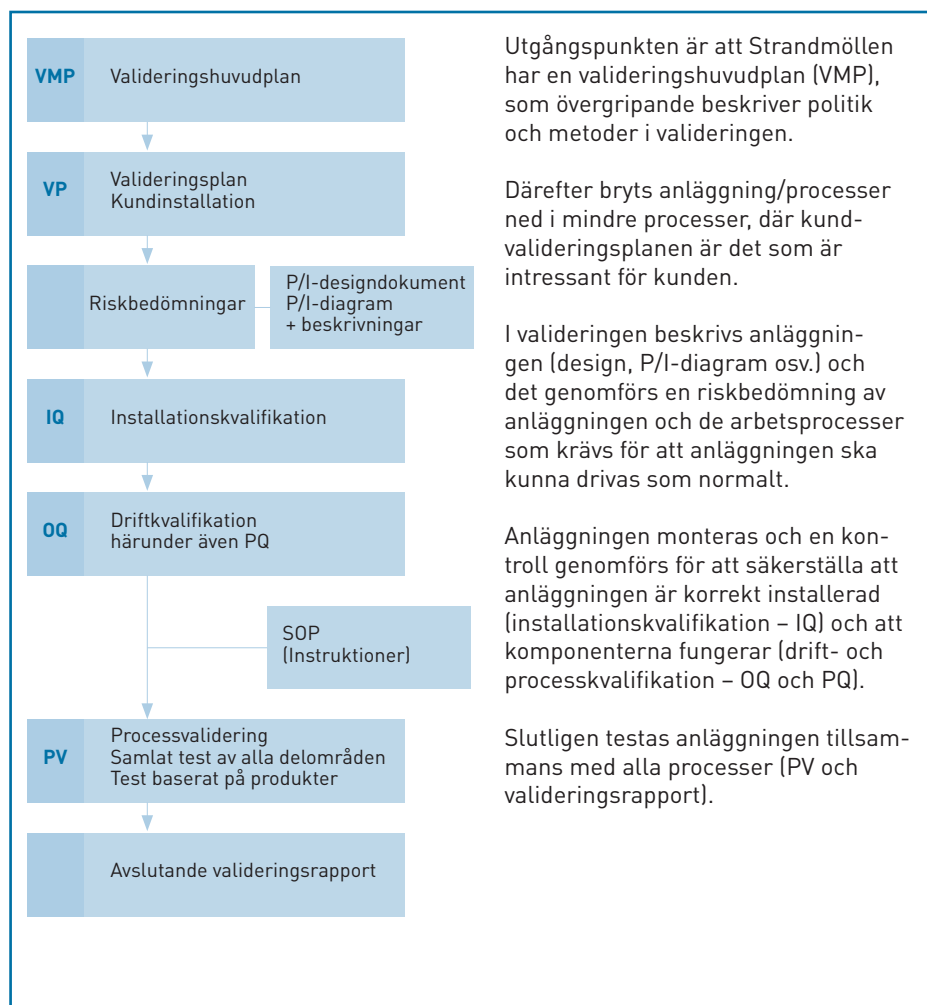 VMP
Valideringshuvudplan
VP
Valideringsplan
Kundinstallation
Riskbedömningar
P/I-designdokument
P/I-diagram
+ beskrivningar
IQ
Installationskvalifikation
OQ
Driftkvalifikation
härunder även PQ
SOP
(Instruktioner)
PV
Processvalidering
Samlat test av alla delområden
Test baserat på produkter
Avslutande valideringsrapport
Utgångspunkten är att Strandmöllen
har en valideringshuvudplan (VMP),
som övergripande beskriver politik
och metoder i valideringen.
Därefter bryts anläggning/processer
ned i mindre processer, där kund-
valideringsplanen är det som är
intressant för kunden.
I valideringen beskrivs anläggnin-
gen (design, P/I-diagram osv.) och
det genomförs en riskbedömning av
anläggningen och de arbetsprocesser
som krävs för att anläggningen ska
kunna drivas som normalt.
Anläggningen monteras och en kon-
troll genomförs för att säkerställa att
anläggningen är korrekt installerad
(installationskvalifikation – IQ) och att
komponenterna fungerar (drift- och
processkvalifikation – OQ och PQ).
Slutligen testas anläggningen tillsam-
mans med alla processer (PV och
valideringsrapport).